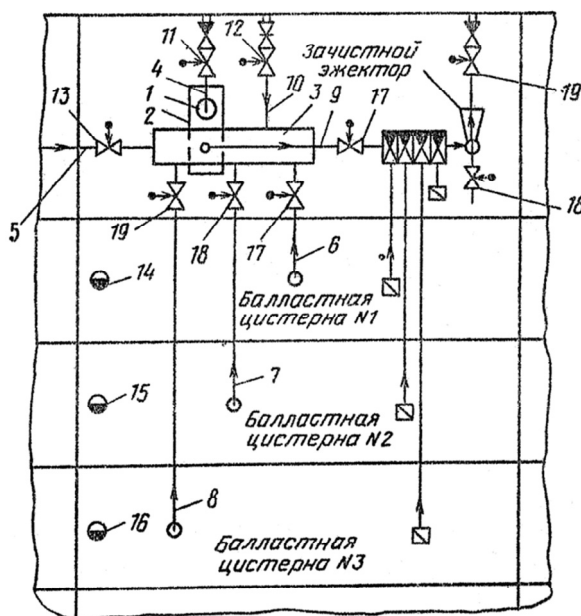 11
12
Зачистной
эжектор
4
1
2
10
3
9
17
19
13
5
19
18
17
18
6
14
Балластная
цистерна N1
7
15
Балластная
цистерна N2
8
16
Балластная
цистерна N3